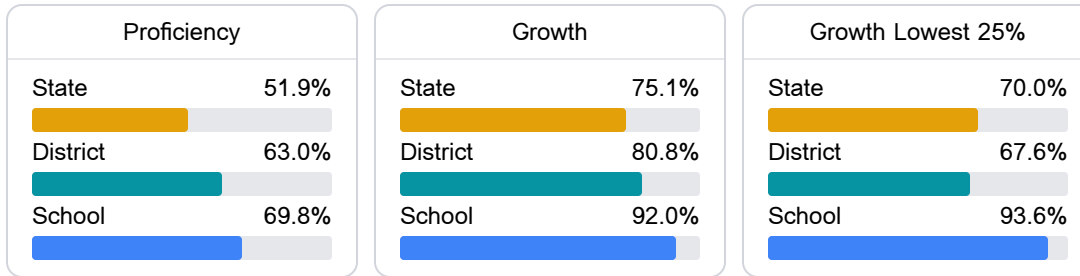 Proficiency
State 51.9%
District 63.0%
School 69.8%
Growth
State 75.1%
District 80.8%
School 92.0%
Growth Lowest 25%
State 70.0%
District 67.6%
School 93.6%